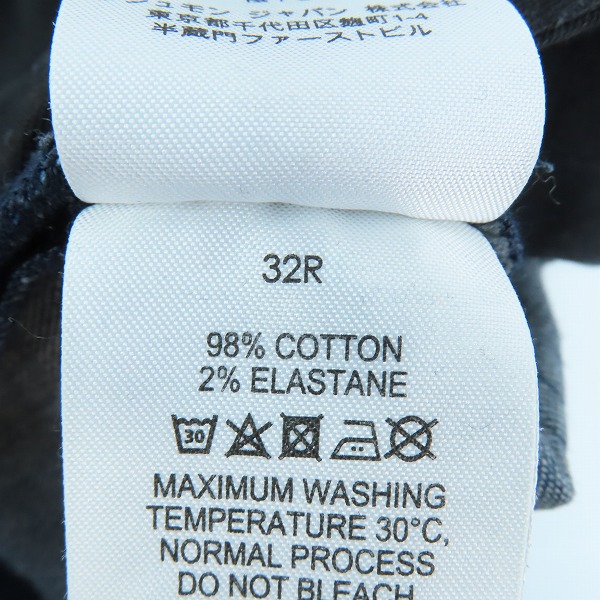 シュモン ジャパン 株式会社
東京都千代田区麹町1-4
半蔵門ファーストビル
32R
98% COTTON
2% ELASTANE
30
MAXIMUM WASHING
TEMPERATURE 30°C,
NORMAL PROCESS
DO NOT BLEACH